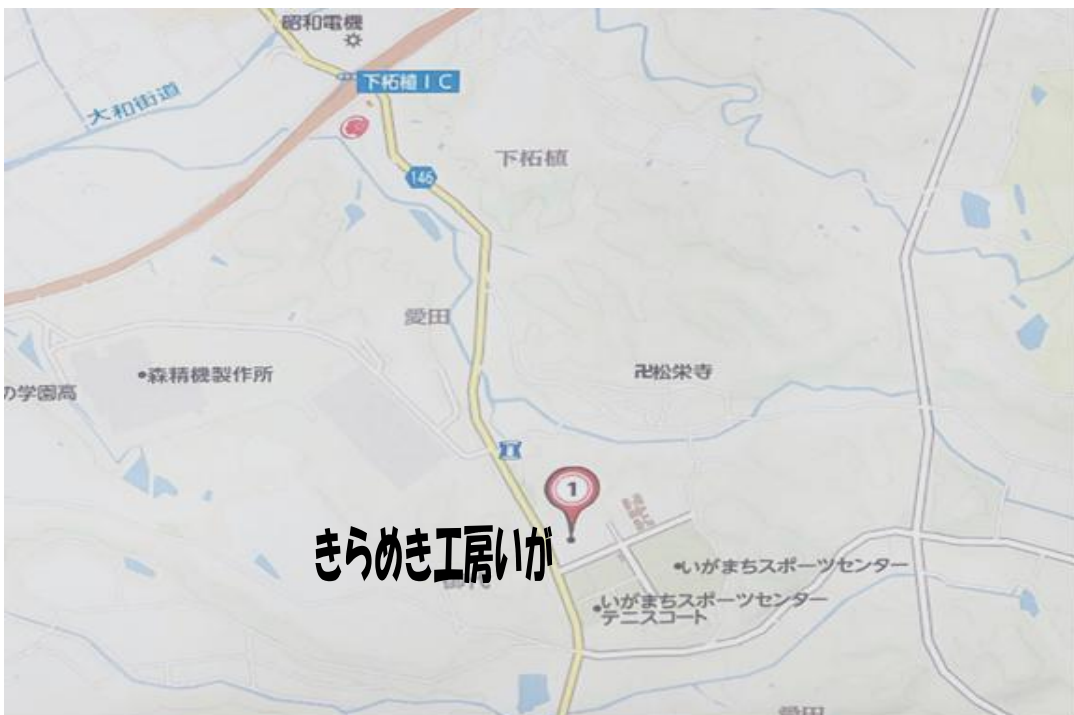 昭和電機
下柘植IC
大和街道
下柘植
146
愛田
森精機製作所
卍松栄寺
の学園高
1
きらめき工房いが
いがまちスポーツセンター
いがまちスポーツセンター
テニスコート
愛田